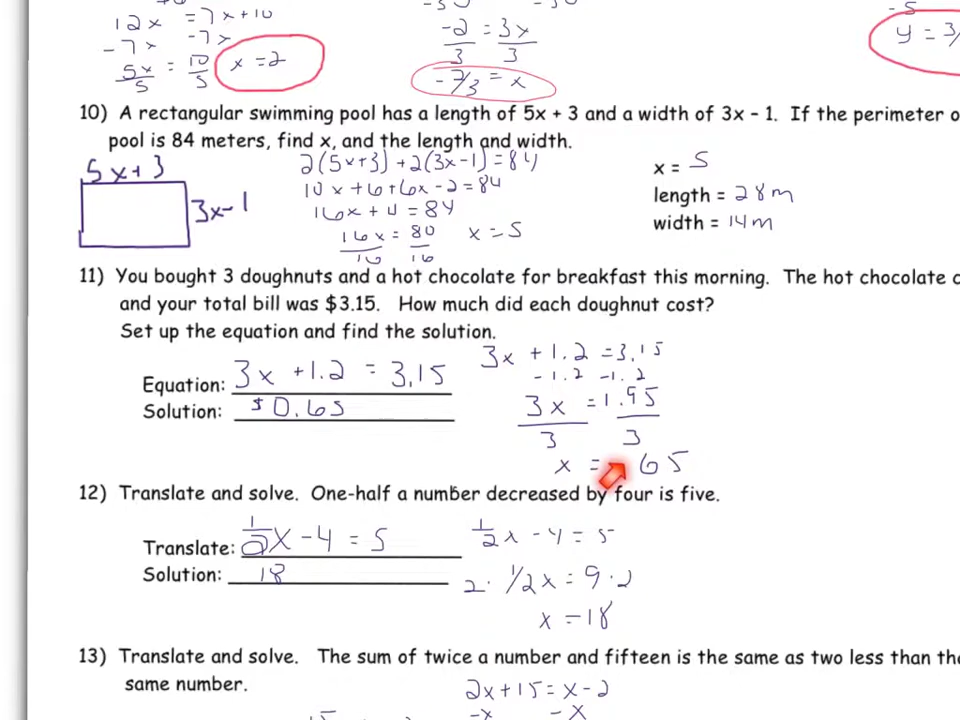 12x = 7x+10
-7x -7x
5x/5 = 10/5 x = 2
-2/3 = 3x/3
-2/3 = x
-5
y = 3/
10) A rectangular swimming pool has a length of 5x + 3 and a width of 3x - 1. If the perimeter o
pool is 84 meters, find x, and the length and width.
5x+3
3x-1
2(5x+3)+2(3x-1)=84
10x+6+6x-2=84
16x+4=84
16x/16 = 80/16 x=5
x = 5
length = 28m
width = 14m
11) You bought 3 doughnuts and a hot chocolate for breakfast this morning. The hot chocolate c
and your total bill was $3.15. How much did each doughnut cost?
Set up the equation and find the solution.
Equation: 3x +1.2 = 3.15
Solution: $0.65
3x +1.2 =3.15
-1.2 -1.2
3x/3 =1.95/3
x = 65
12) Translate and solve. One-half a number decreased by four is five.
Translate: 1/2x-4 = 5
Solution: 18
1/2x-4=5
2·1/2x=9·2
x=18
13) Translate and solve. The sum of twice a number and fifteen is the same as two less than th
same number.
2x+15=x-2
-x -x